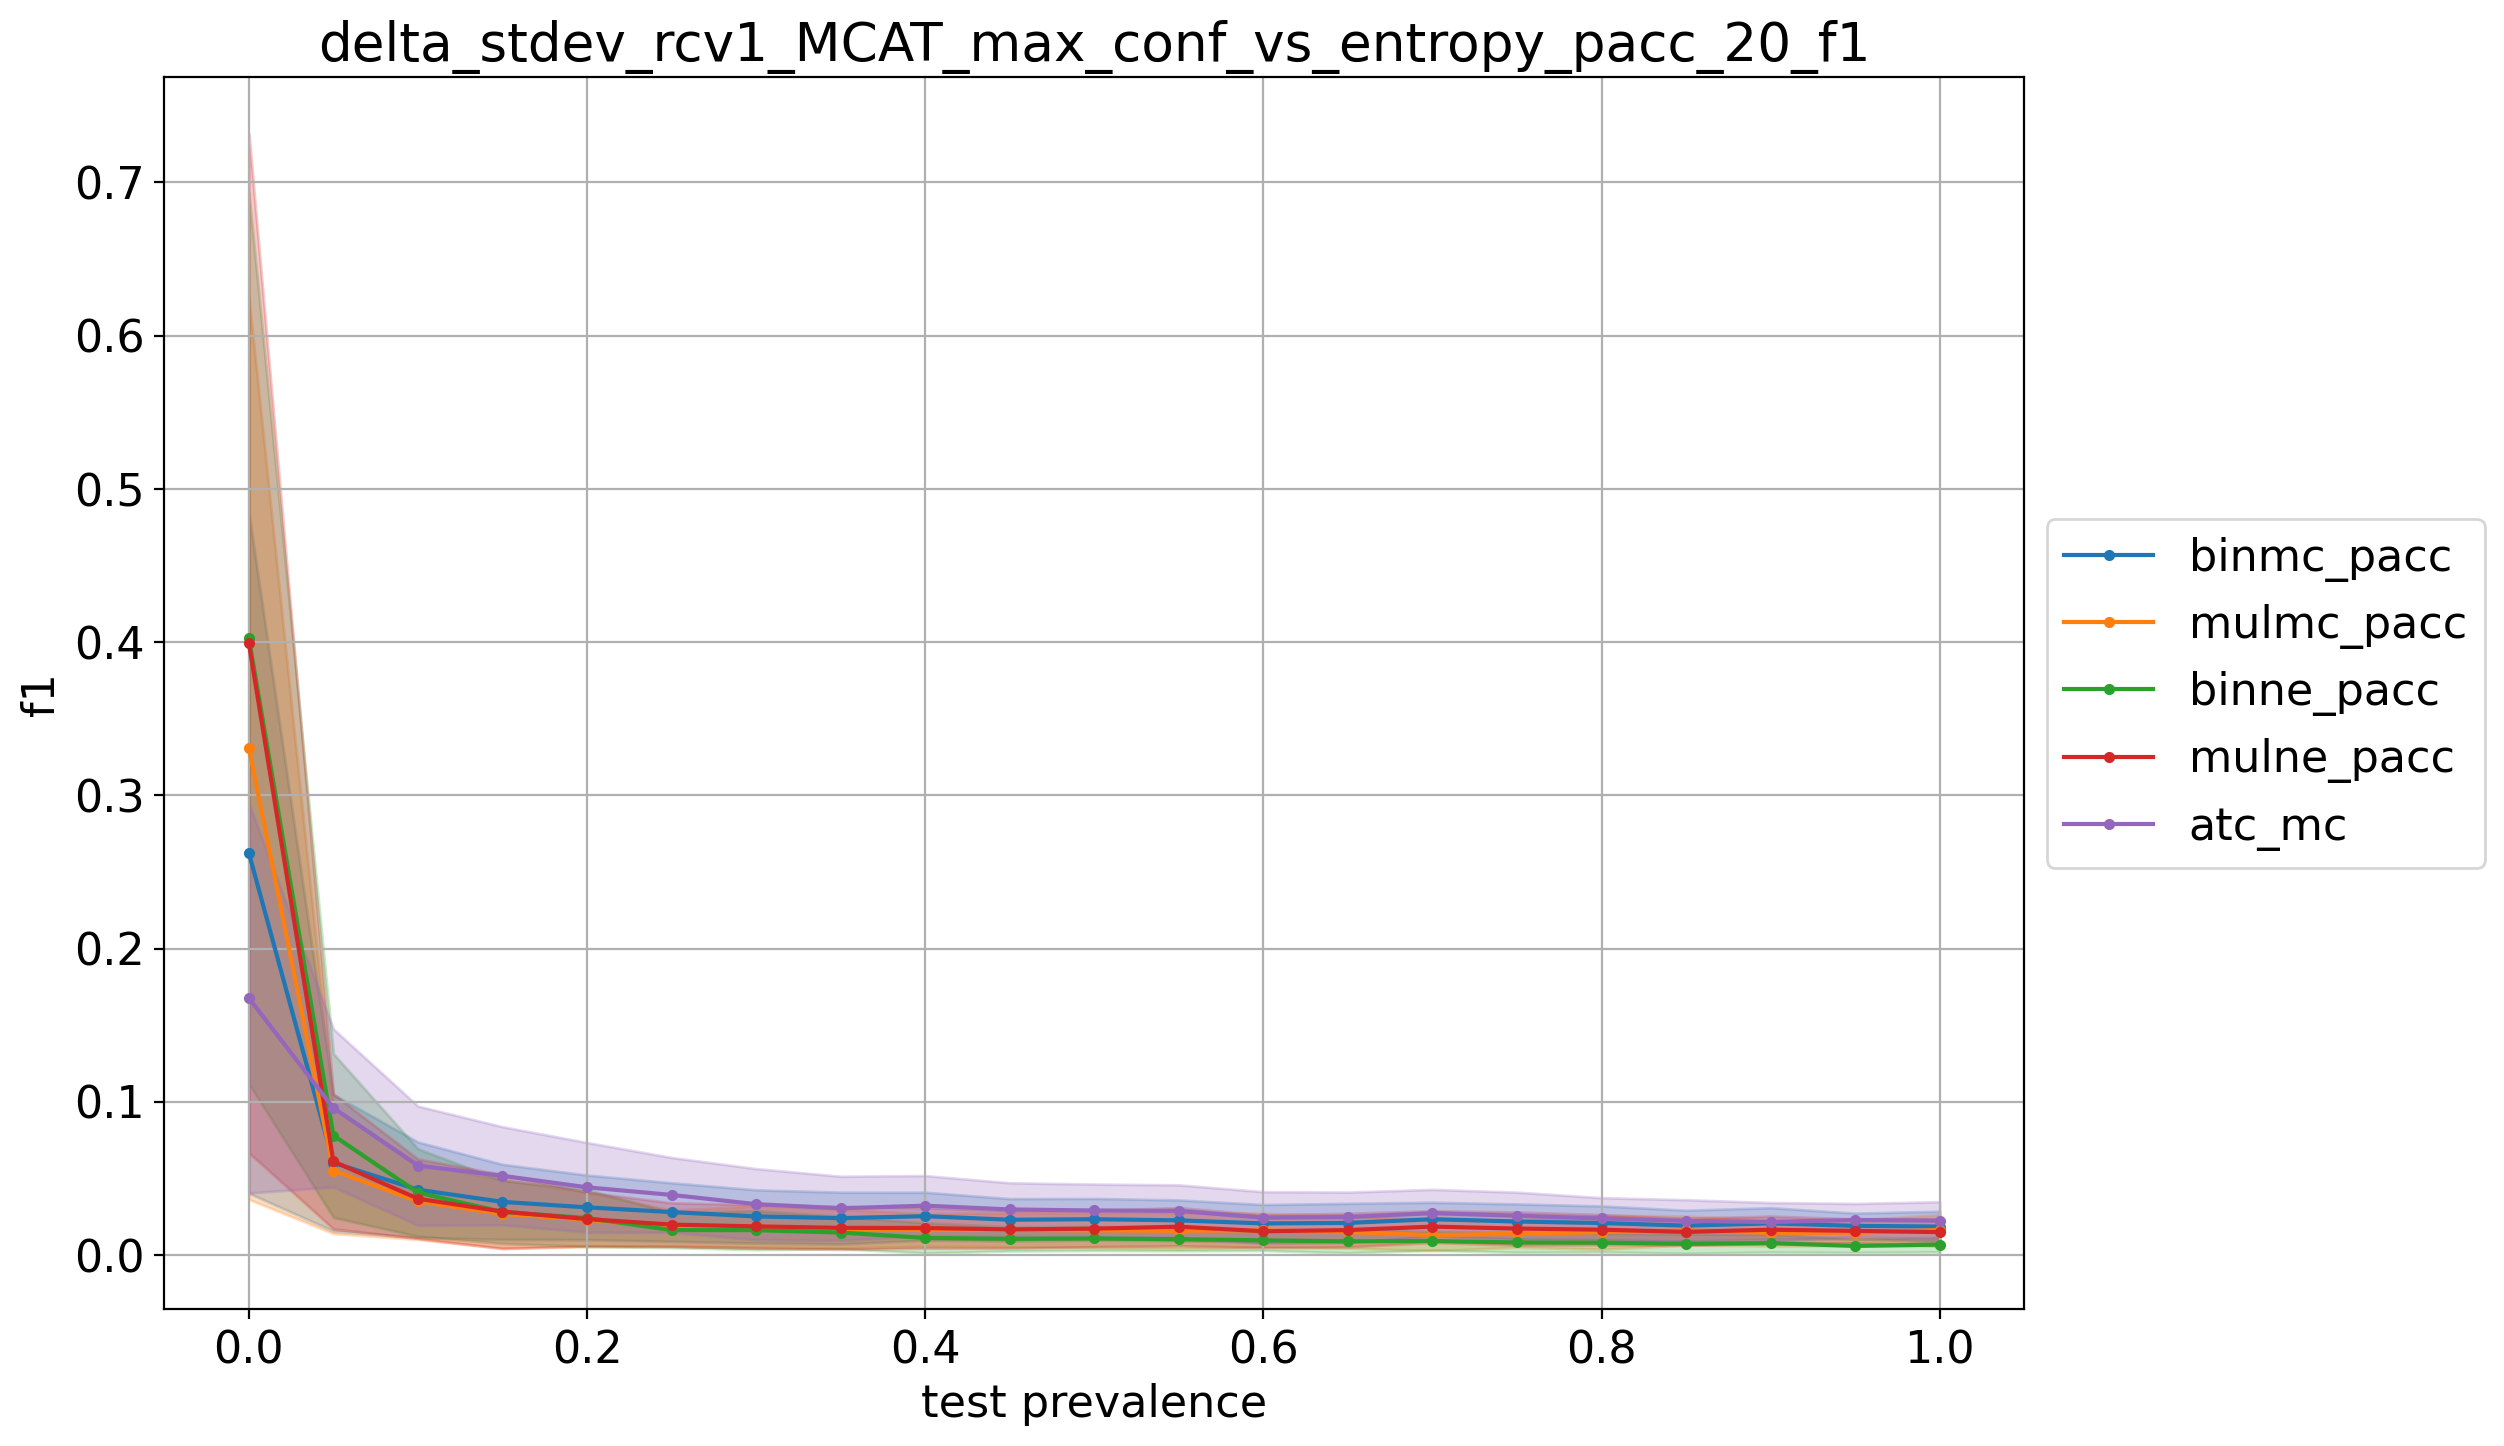 delta_stdev_rcv1_MCAT_max_conf_vs_entropy_pacc_20_f1
0.7
0.6
0.5
0.4
0.3
0.2
0.1
0.0
f1
0.0 0.2 0.4 0.6 0.8 1.0
test prevalence
binmc_pacc
mulmc_pacc
binne_pacc
mulne_pacc
atc_mc